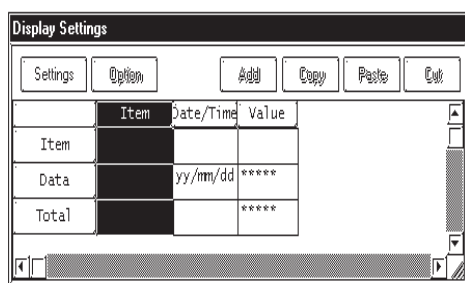 Display Settings
Settings Option Add Copy Paste Cut
Item Date/Time Value
Item
Data yy/mm/dd *****
Total *****